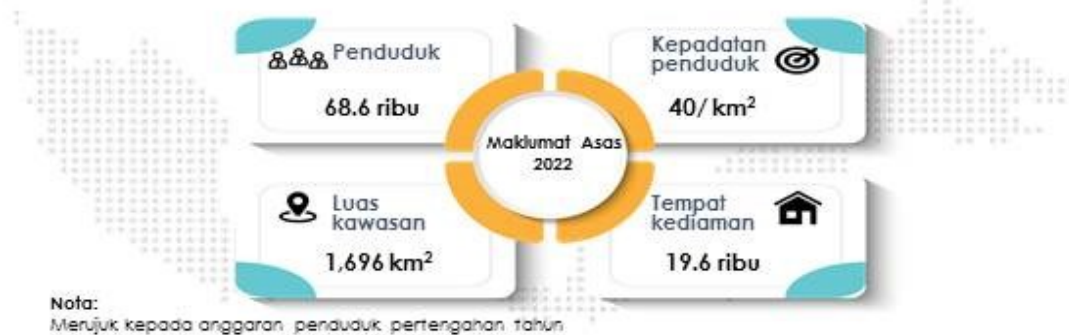 Penduduk
68.6 ribu
Kepadatan
penduduk
40/ km²
Maklumat Asas
2022
Luas
kawasan
1,696 km²
Tempat
kediaman
19.6 ribu
Nota:
Merujuk kepada anggaran penduduk pertengahan tahun